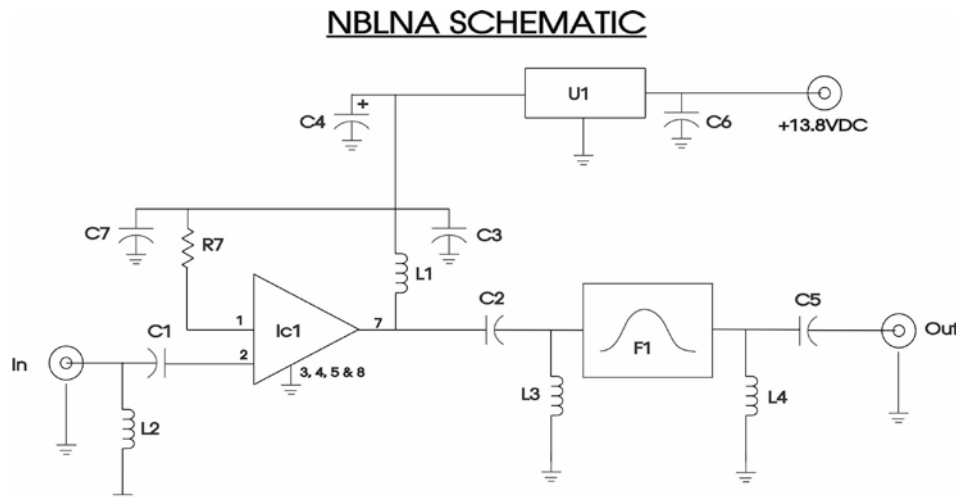 NBLNA SCHEMATIC
U1
C4
+
C6
+13.8VDC
C7
R7
C3
L1
C2
C5
1
Ic1
7
C1
2
In
3, 4, 5 & 8
F1
Out
L3
L4
L2